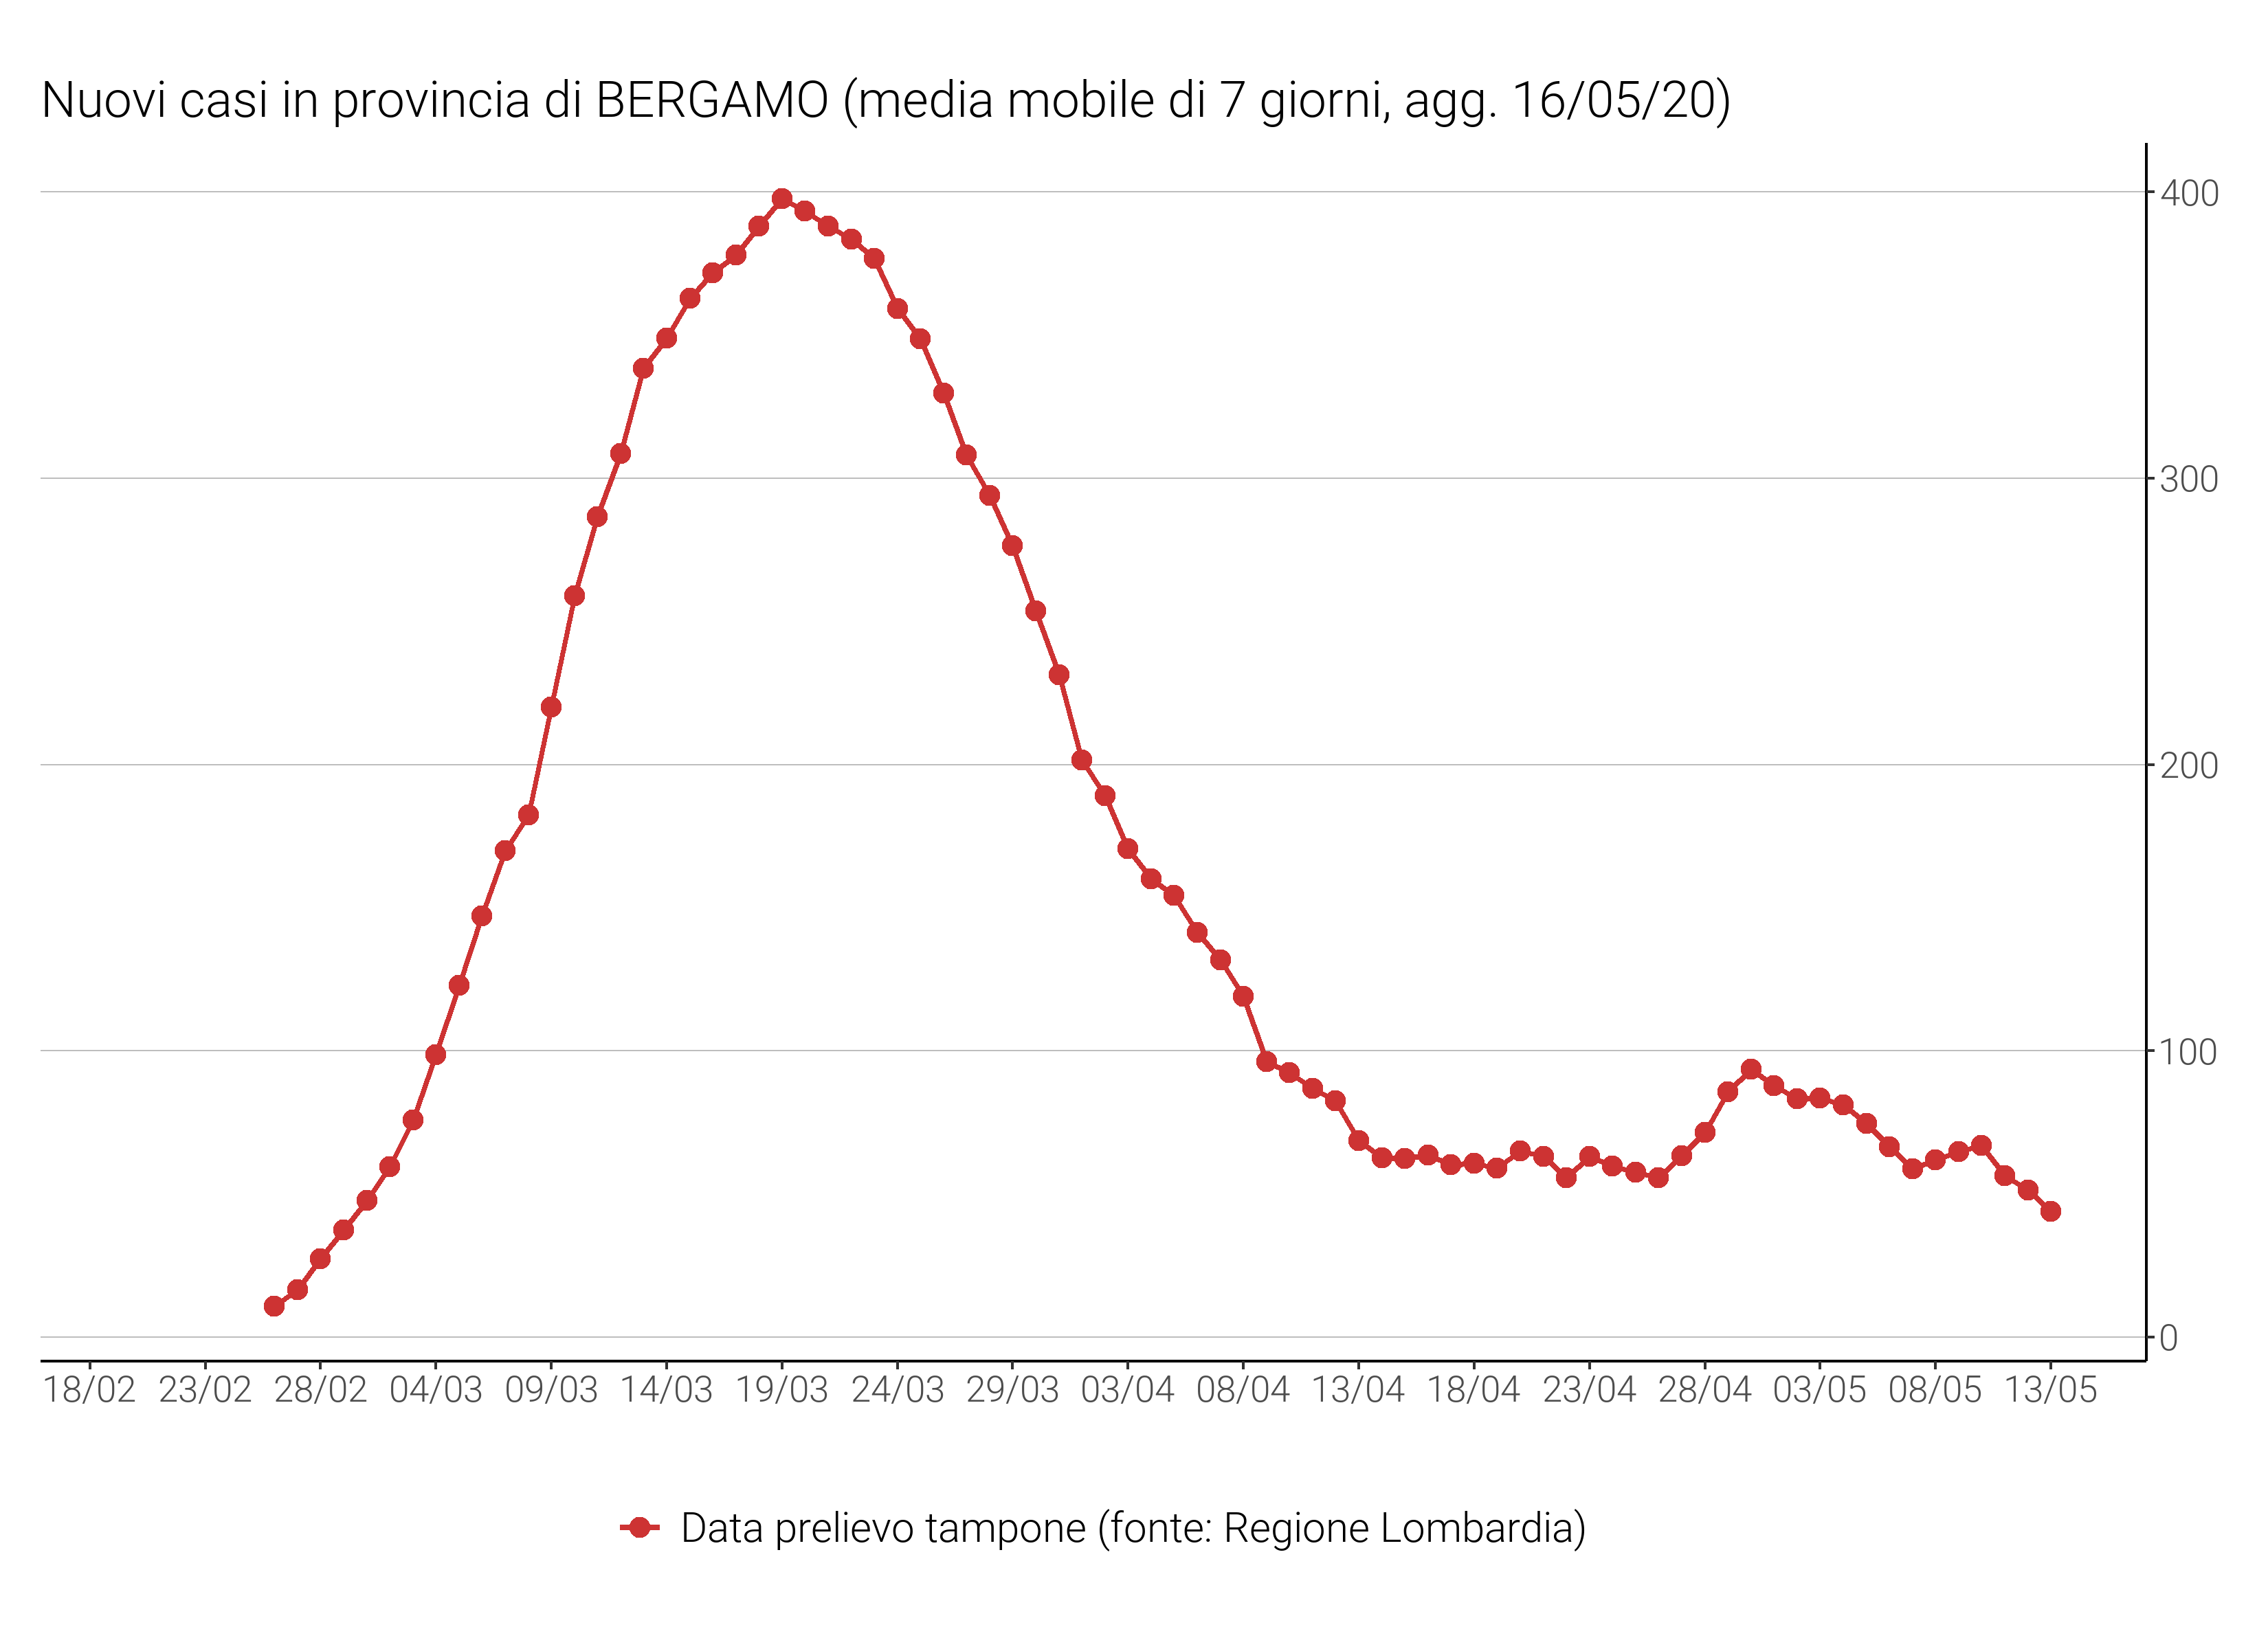 Nuovi casi in provincia di BERGAMO (media mobile di 7 giorni, agg. 16/05/20)
400
300
200
100
0
18/02 23/02 28/02 04/03 09/03 14/03 19/03 24/03 29/03 03/04 08/04 13/04 18/04 23/04 28/04 03/05 08/05 13/05
Data prelievo tampone (fonte: Regione Lombardia)